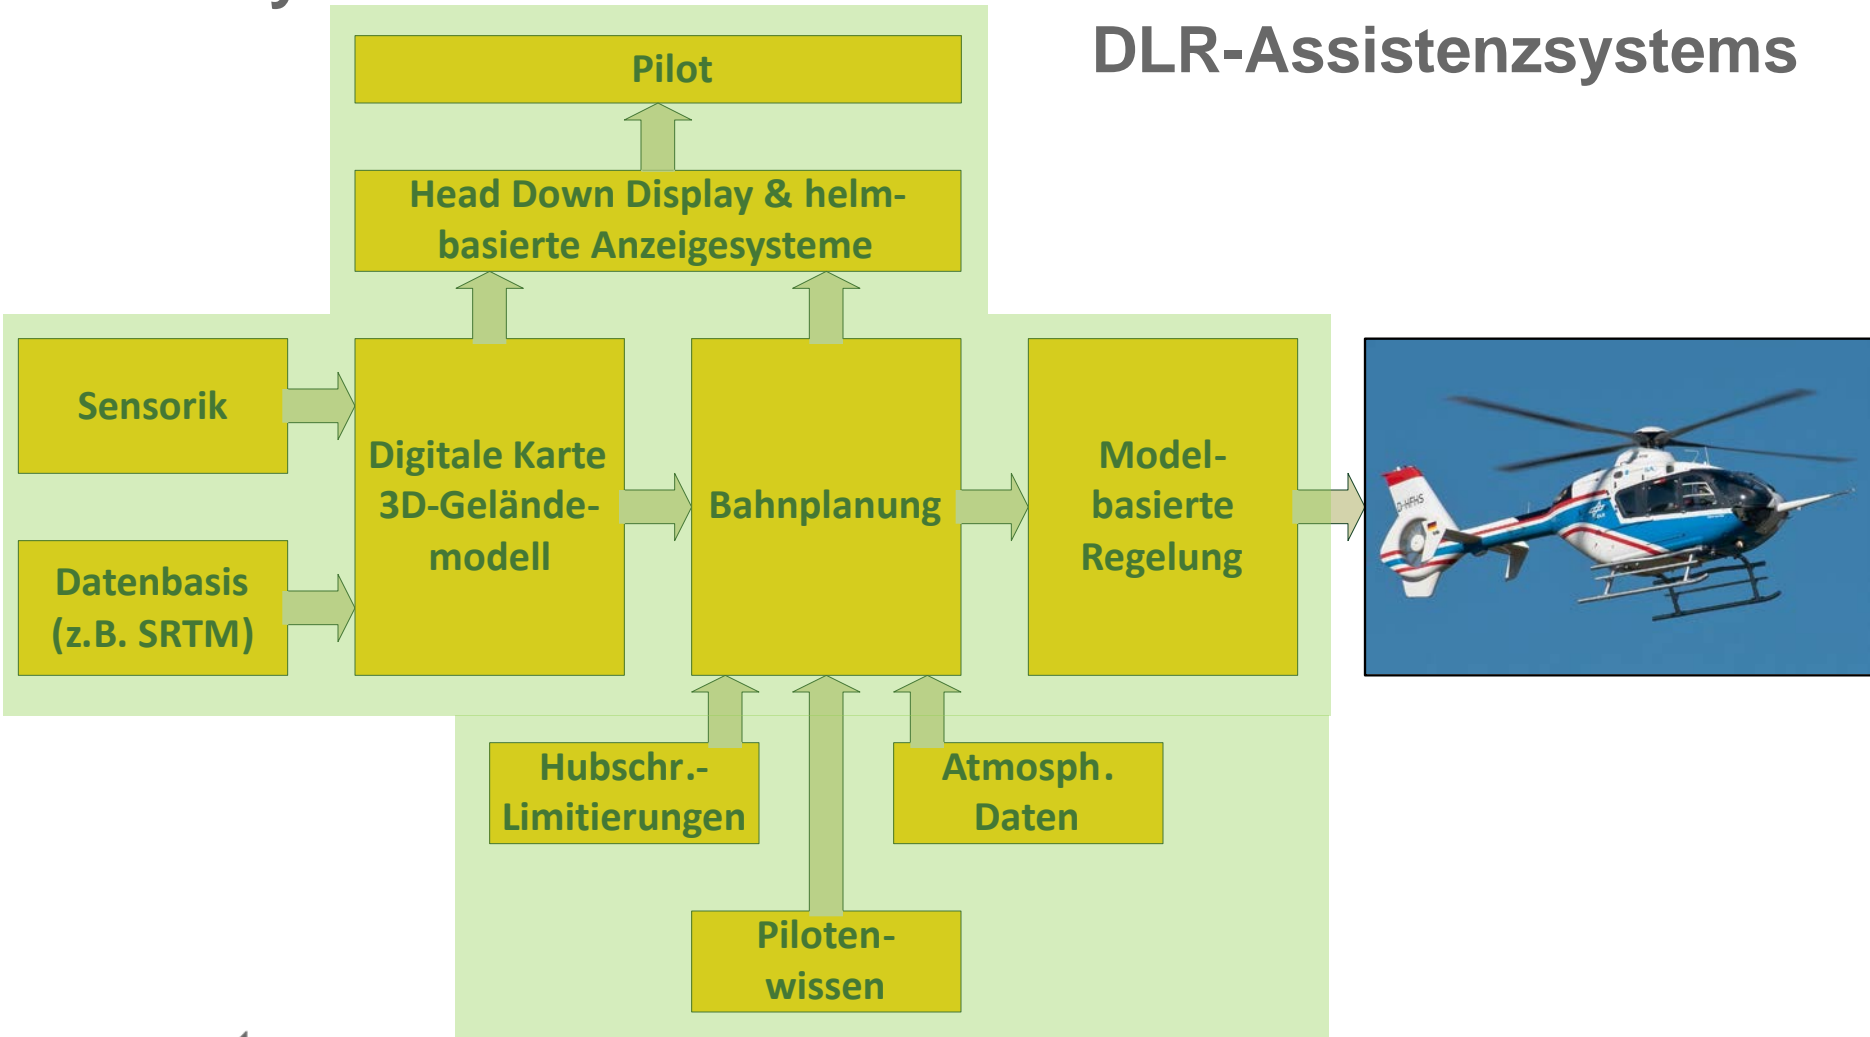 DLR-Assistenzsystems
Pilot
Head Down Display & helm-
basierte Anzeigesysteme
Sensorik
Datenbasis
(z.B. SRTM)
Digitale Karte
3D-Gelände-
modell
Bahnplanung
Model-
basierte
Regelung
D-HFHS
Hubschr.-
Limitierungen
Atmosph.
Daten
Piloten-
wissen